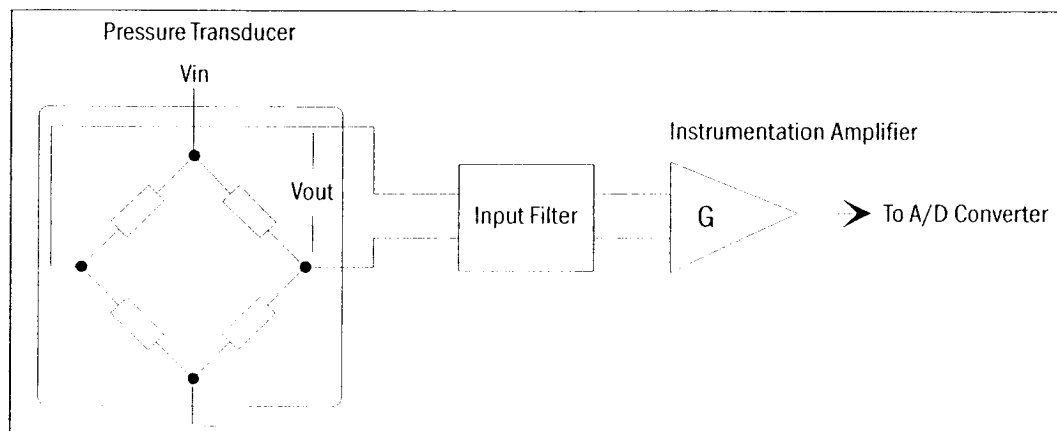 Pressure Transducer
Vin
Instrumentation Amplifier
Vout
Input Filter
G
To A/D Converter